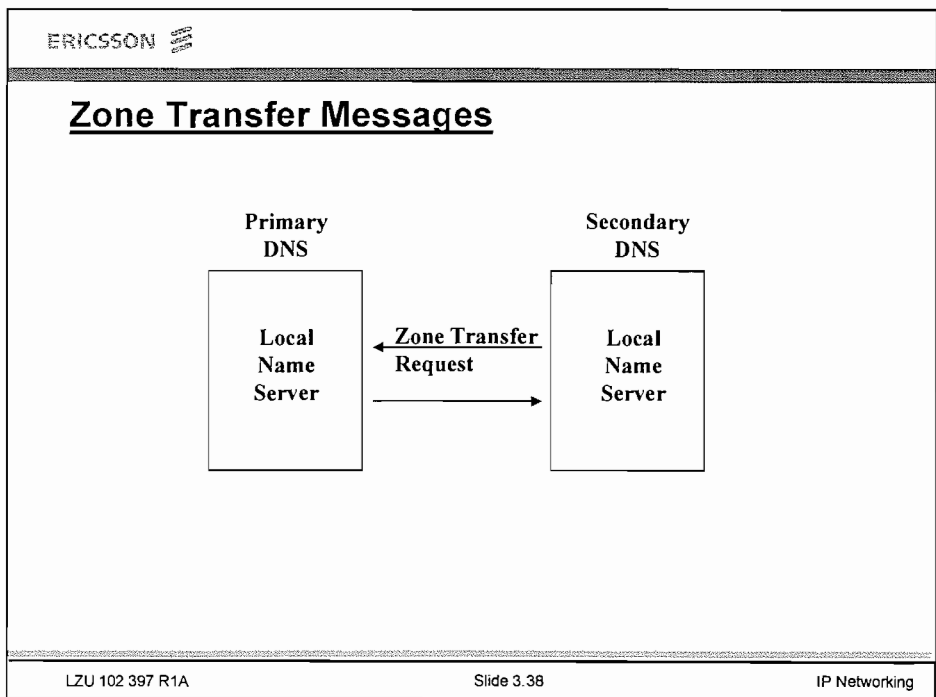 ERICSSON
Zone Transfer Messages
Primary
DNS
Secondary
DNS
Local
Name
Server
Zone Transfer
Request
Local
Name
Server
LZU 102 397 R1A
Slide 3.38
IP Networking